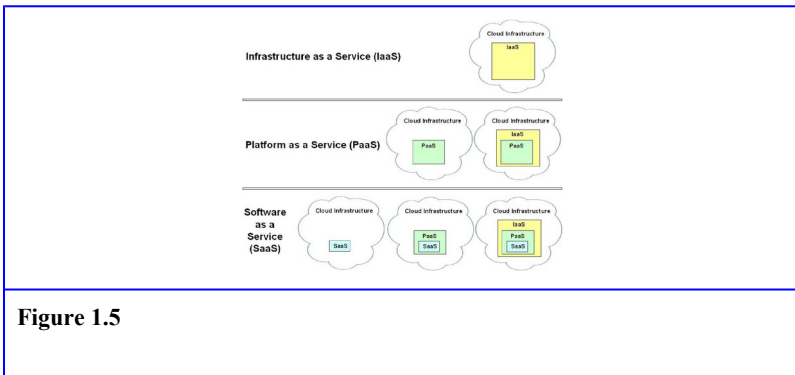 Cloud Infrastructure
IaaS
Infrastructure as a Service (IaaS)
Cloud Infrastructure
Cloud Infrastructure
IaaS
Platform as a Service (PaaS)
PaaS
PaaS
Software
as a
Service
(SaaS)
Cloud Infrastructure
Cloud Infrastructure
Cloud Infrastructure
IaaS
PaaS
PaaS
SaaS
SaaS
SaaS
Figure 1.5